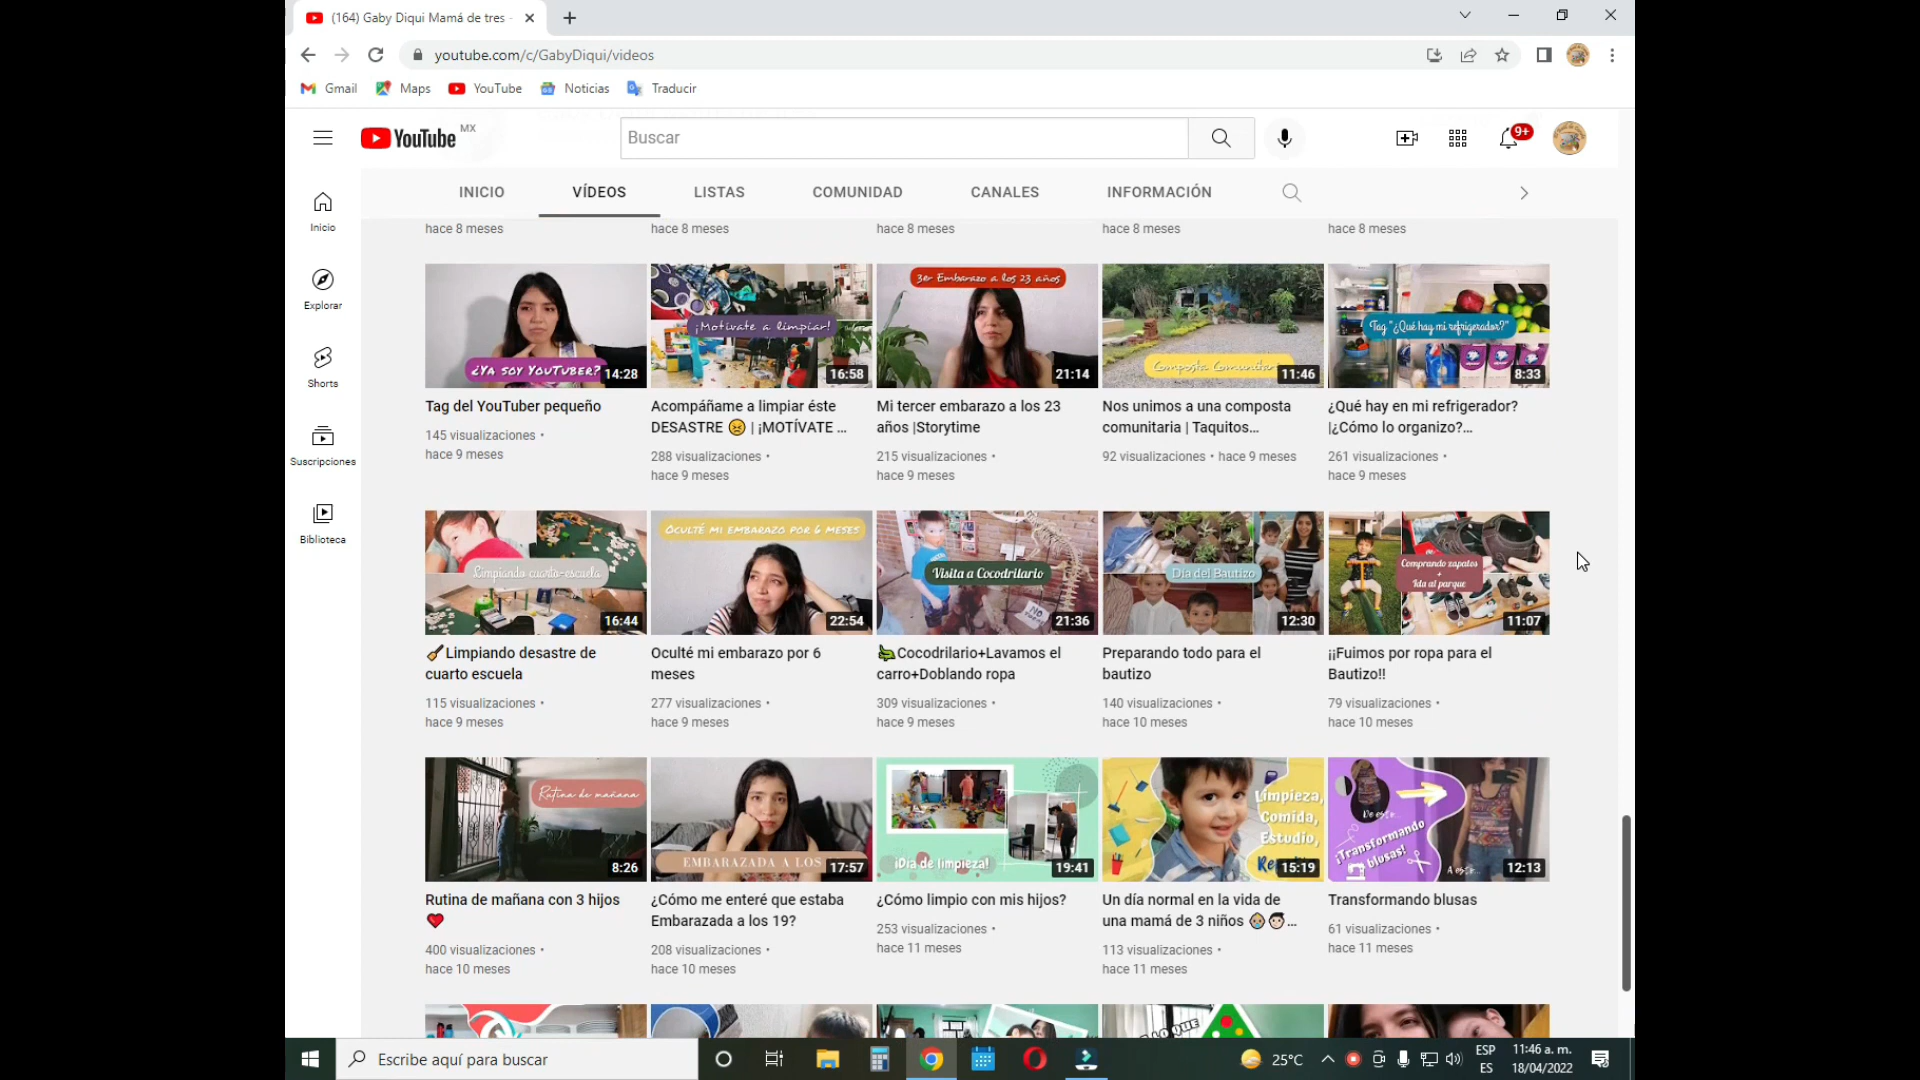 (164) Gaby Diqui Mamá de tres -
youtube.com/c/GabyDiqui/videos
Gmail
Maps
YouTube
Noticias
Traducir
YouTube MX
Buscar
9+
INICIO
VÍDEOS
LISTAS
COMUNIDAD
CANALES
INFORMACIÓN
Inicio
Explorar
Shorts
Suscripciones
Biblioteca
hace 8 meses
hace 8 meses
hace 8 meses
hace 8 meses
hace 8 meses
¿YA SOY YOUTUBER?
14:28
Tag del YouTuber pequeño
145 visualizaciones •
hace 9 meses
¡Motívate a limpiar!
16:58
Acompáñame a limpiar éste
DESASTRE 😣 | ¡MOTÍVATE ...
288 visualizaciones •
hace 9 meses
3er Embarazo a los 23 años
21:14
Mi tercer embarazo a los 23
años |Storytime
215 visualizaciones •
hace 9 meses
Composta
11:46
Nos unimos a una composta
comunitaria | Taquitos...
92 visualizaciones • hace 9 meses
Tag "¿Qué hay mi refrigerador?"
8:33
¿Qué hay en mi refrigerador?
|¿Cómo lo organizo?...
261 visualizaciones •
hace 9 meses
Limpiando cuarto-escuela
16:44
🧹Limpiando desastre de
cuarto escuela
115 visualizaciones •
hace 9 meses
OCULTÉ MI EMBARAZO POR 6 MESES
22:54
Oculté mi embarazo por 6
meses
277 visualizaciones •
hace 9 meses
Visita a Cocodrilario
NO
21:36
🐊Cocodrilario+Lavamos el
carro+Doblando ropa
309 visualizaciones •
hace 9 meses
Día del Bautizo
12:30
Preparando todo para el
bautizo
140 visualizaciones •
hace 10 meses
Comprando zapatos
+
Ida al parque
11:07
¡¡Fuimos por ropa para el
Bautizo!!
79 visualizaciones •
hace 10 meses
Rutina de mañana
8:26
Rutina de mañana con 3 hijos
❤
400 visualizaciones •
hace 10 meses
EMBARAZADA A LOS
17:57
¿Cómo me enteré que estaba
Embarazada a los 19?
208 visualizaciones •
hace 10 meses
¡Día de limpieza!
19:41
¿Cómo limpio con mis hijos?
253 visualizaciones •
hace 11 meses
Limpieza,
Comida,
Estudio,
15:19
Un día normal en la vida de
una mamá de 3 niños 👶🏻👦🏻...
113 visualizaciones •
hace 11 meses
De esto...
¡Transformando
blusas!
A esto...
12:13
Transformando blusas
61 visualizaciones •
hace 11 meses
LO QUE
Escribe aquí para buscar
25°C
ESP
ES
11:46 a. m.
18/04/2022